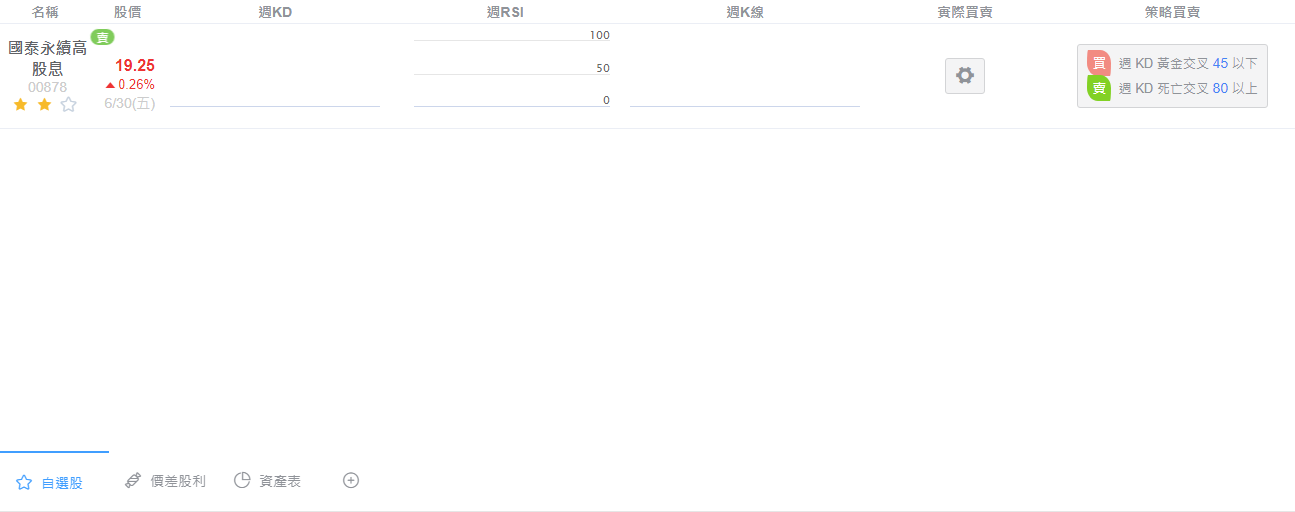 名稱 股價 週KD 週RSI 週K線 實際買賣 策略買賣
國泰永續高股息 賣
00878
19.25
0.26%
6/30(五)
100
50
0
買 週 KD 黃金交叉 45 以下
賣 週 KD 死亡交叉 80 以上
自選股 價差股利 資產表